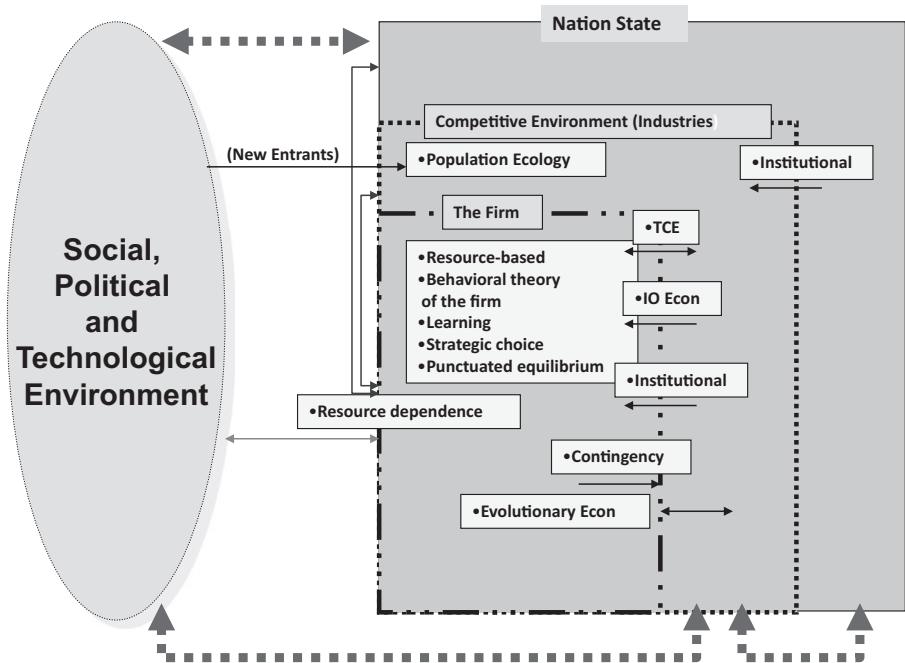 Nation State
Competitive Environment (Industries)
(New Entrants)
•Population Ecology
•Institutional
The Firm
•TCE
•Resource-based
•Behavioral theory
of the firm
•Learning
•Strategic choice
•Punctuated equilibrium
•IO Econ
•Institutional
Social,
Political
and
Technological
Environment
•Resource dependence
•Contingency
•Evolutionary Econ